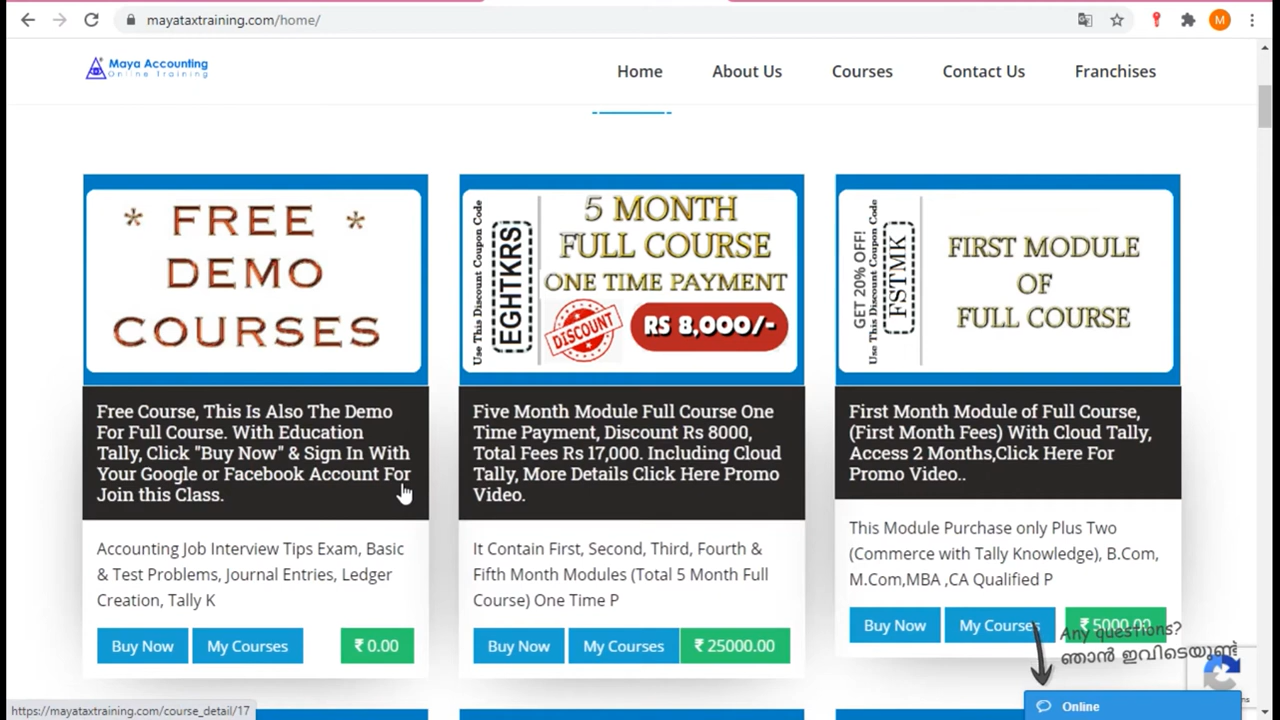 mayataxtraining.com/home/
M
Maya Accounting
Online Training
Home
About Us
Courses
Contact Us
Franchises
* FREE *
DEMO
COURSES
Free Course, This Is Also The Demo
For Full Course. With Education
Tally, Click "Buy Now" & Sign In With
Your Google or Facebook Account For
Join this Class.
Accounting Job Interview Tips Exam, Basic
& Test Problems, Journal Entries, Ledger
Creation, Tally K
Buy Now
My Courses
₹ 0.00
Use This Discount Coupon Code
EGHTKRS
5 MONTH
FULL COURSE
ONE TIME PAYMENT
DISCOUNT
RS 8,000/-
Five Month Module Full Course One
Time Payment, Discount Rs 8000,
Total Fees Rs 17,000. Including Cloud
Tally, More Details Click Here Promo
Video.
It Contain First, Second, Third, Fourth &
Fifth Month Modules (Total 5 Month Full
Course) One Time P
Buy Now
My Courses
₹ 25000.00
GET 20% OFF!
Use This Discount Coupon Code
FSTMK
FIRST MODULE
OF
FULL COURSE
First Month Module of Full Course,
(First Month Fees) With Cloud Tally,
Access 2 Months,Click Here For
Promo Video..
This Module Purchase only Plus Two
(Commerce with Tally Knowledge), B.Com,
M.Com,MBA ,CA Qualified P
Buy Now
My Courses
₹ 5000.00
Any questions?
ഞാൻ ഇവിടെയുണ്ട്
Online
https://mayataxtraining.com/course_detail/17